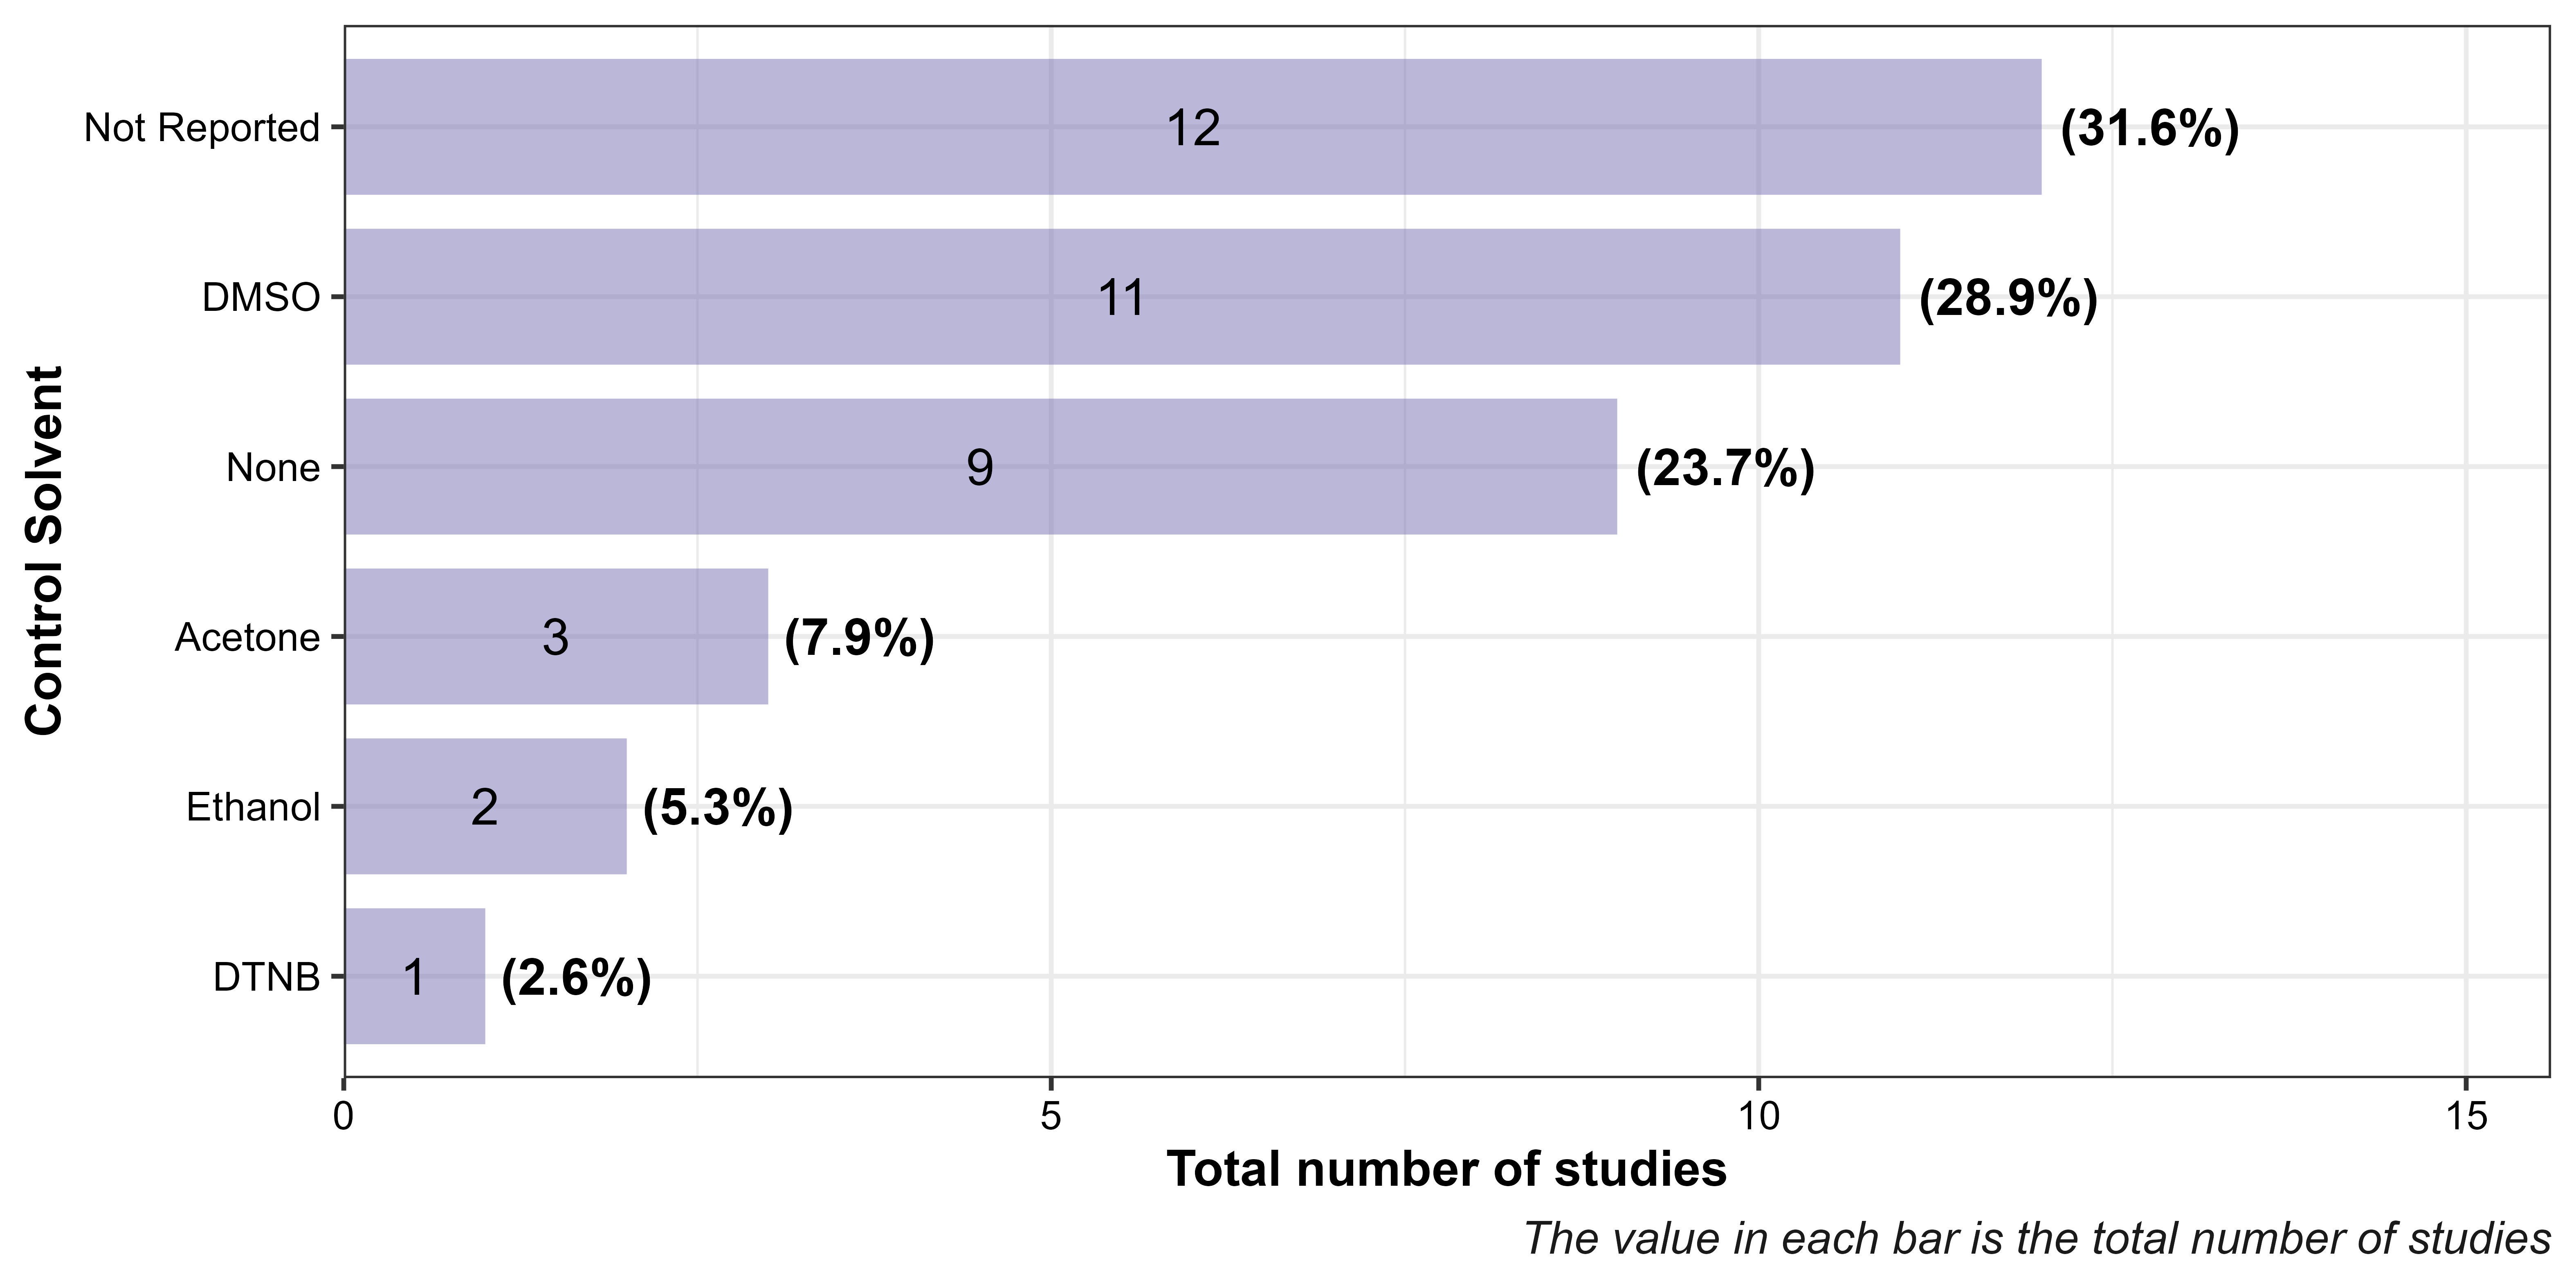 Control Solvent
Not Reported 12 (31.6%)
DMSO 11 (28.9%)
None 9 (23.7%)
Acetone 3 (7.9%)
Ethanol 2 (5.3%)
DTNB 1 (2.6%)
0 5 10 15
Total number of studies
The value in each bar is the total number of studies